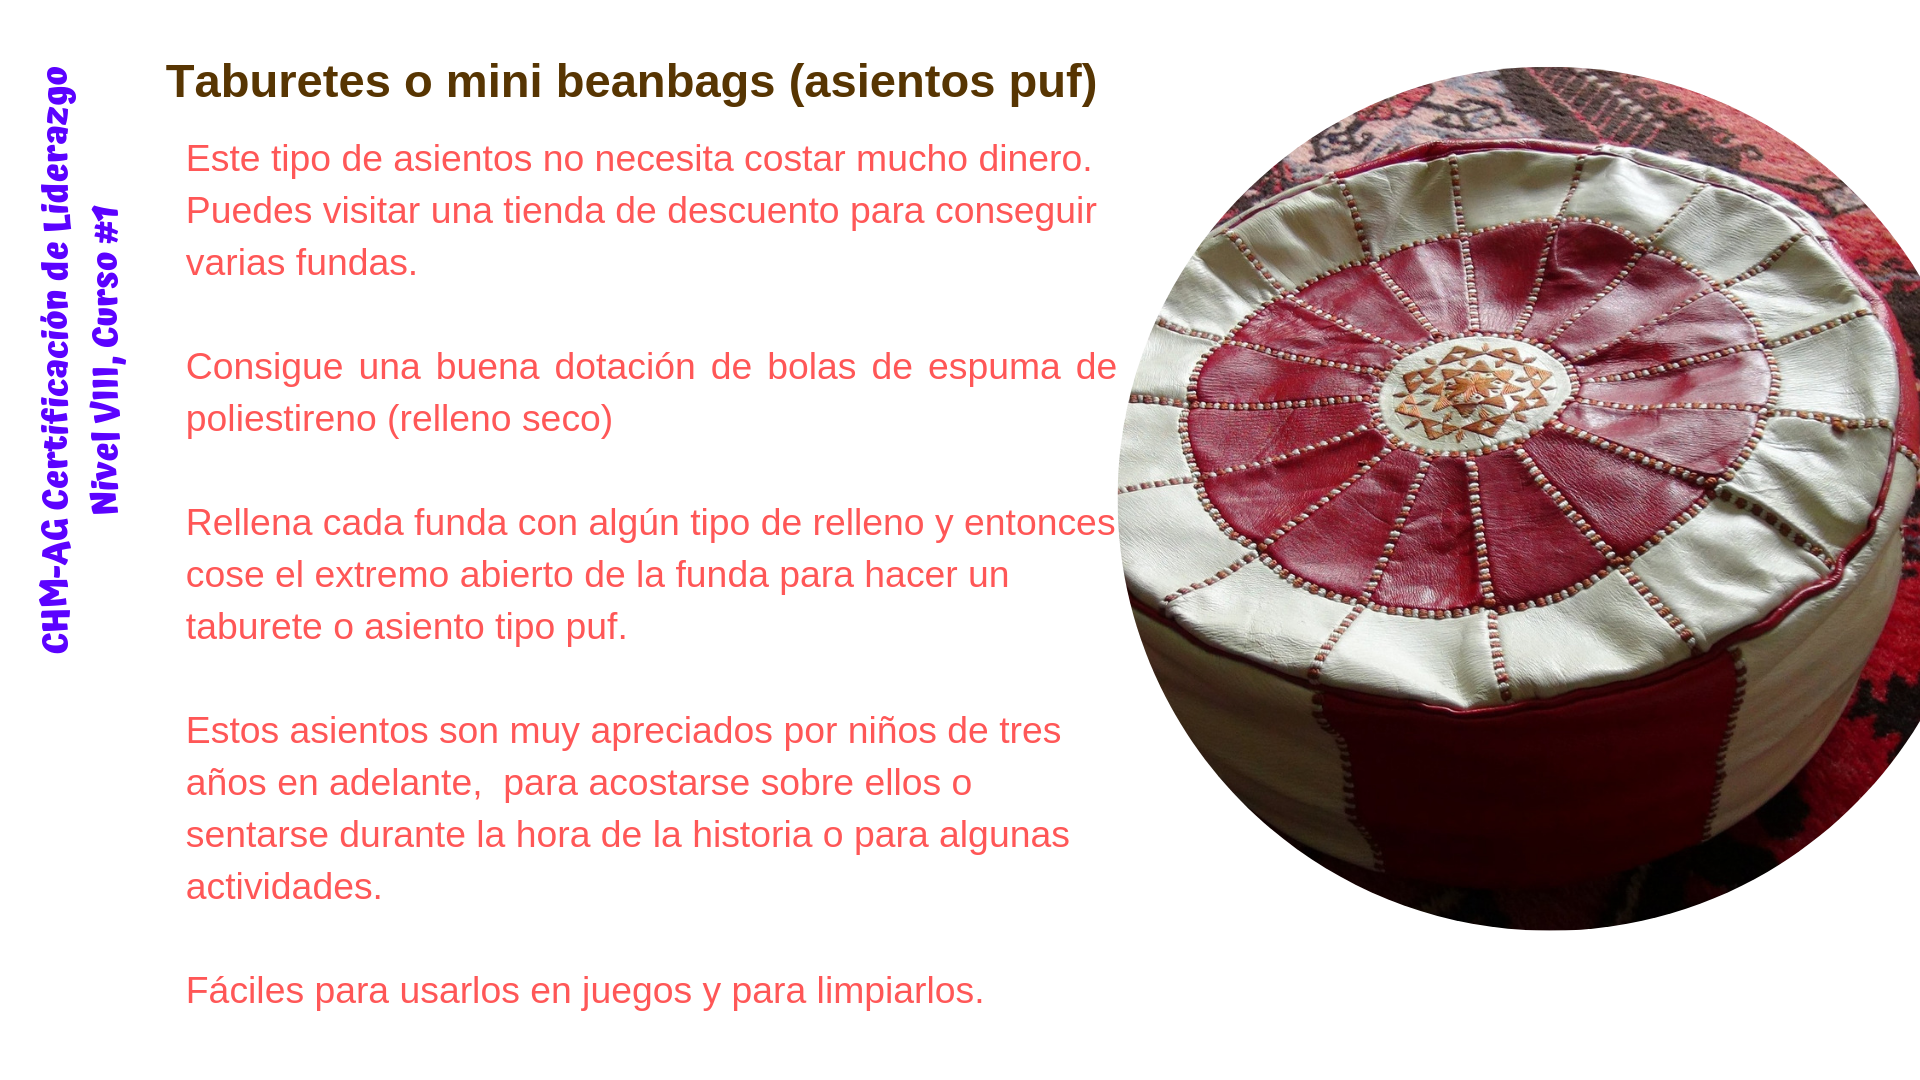 CHM-AG Certificación de Liderazgo
Nivel VIII, Curso #1
Taburetes o mini beanbags (asientos puf)
Este tipo de asientos no necesita costar mucho dinero.
Puedes visitar una tienda de descuento para conseguir
varias fundas.
Consigue una buena dotación de bolas de espuma de
poliestireno (relleno seco)
Rellena cada funda con algún tipo de relleno y entonces
cose el extremo abierto de la funda para hacer un
taburete o asiento tipo puf.
Estos asientos son muy apreciados por niños de tres
años en adelante,  para acostarse sobre ellos o
sentarse durante la hora de la historia o para algunas
actividades.
Fáciles para usarlos en juegos y para limpiarlos.